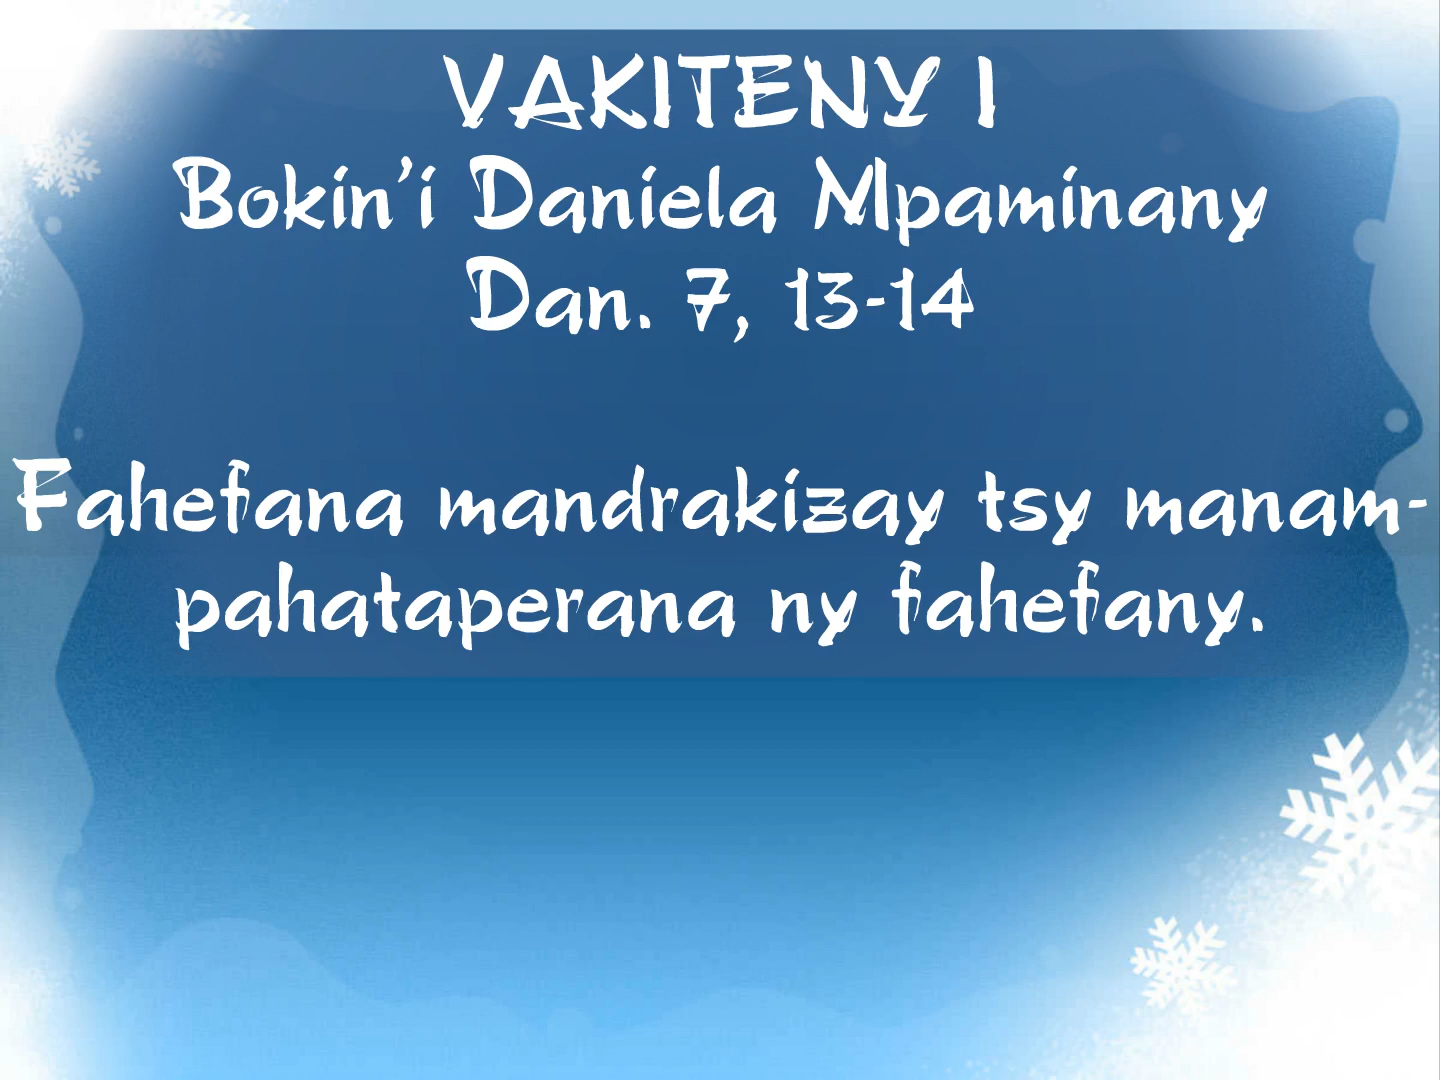 VAKITENY I
Bokin’i Daniela Mpaminany
Dan. 7, 13-14
Fahefana mandrakizay tsy manam-
pahataperana ny fahefany.